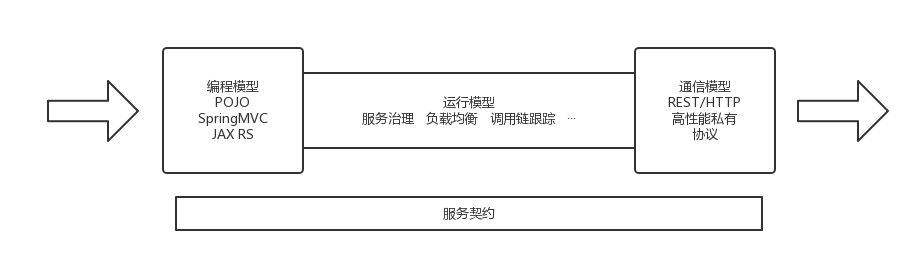 编程模型
POJO
SpringMVC
JAX RS
运行模型
服务治理 负载均衡 调用链跟踪 ...
通信模型
REST/HTTP
高性能私有
协议
服务契约